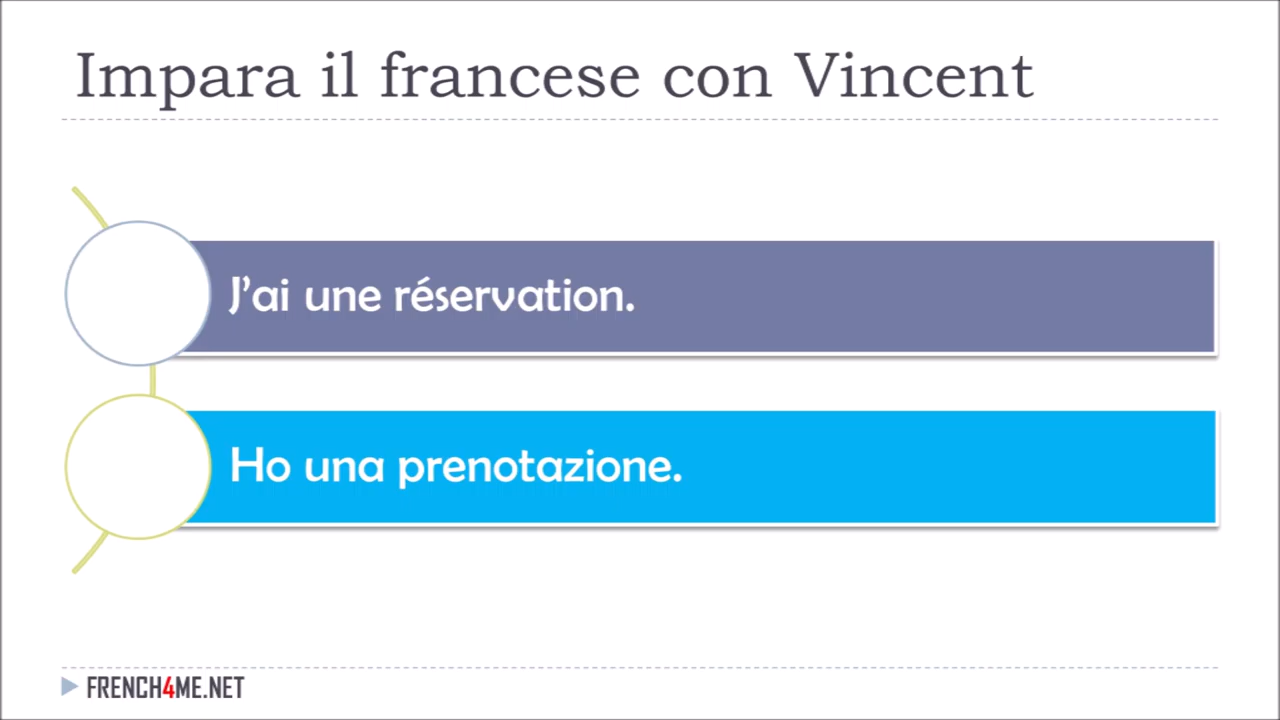 Impara il francese con Vincent
J’ai une réservation.
Ho una prenotazione.
FRENCH4ME.NET